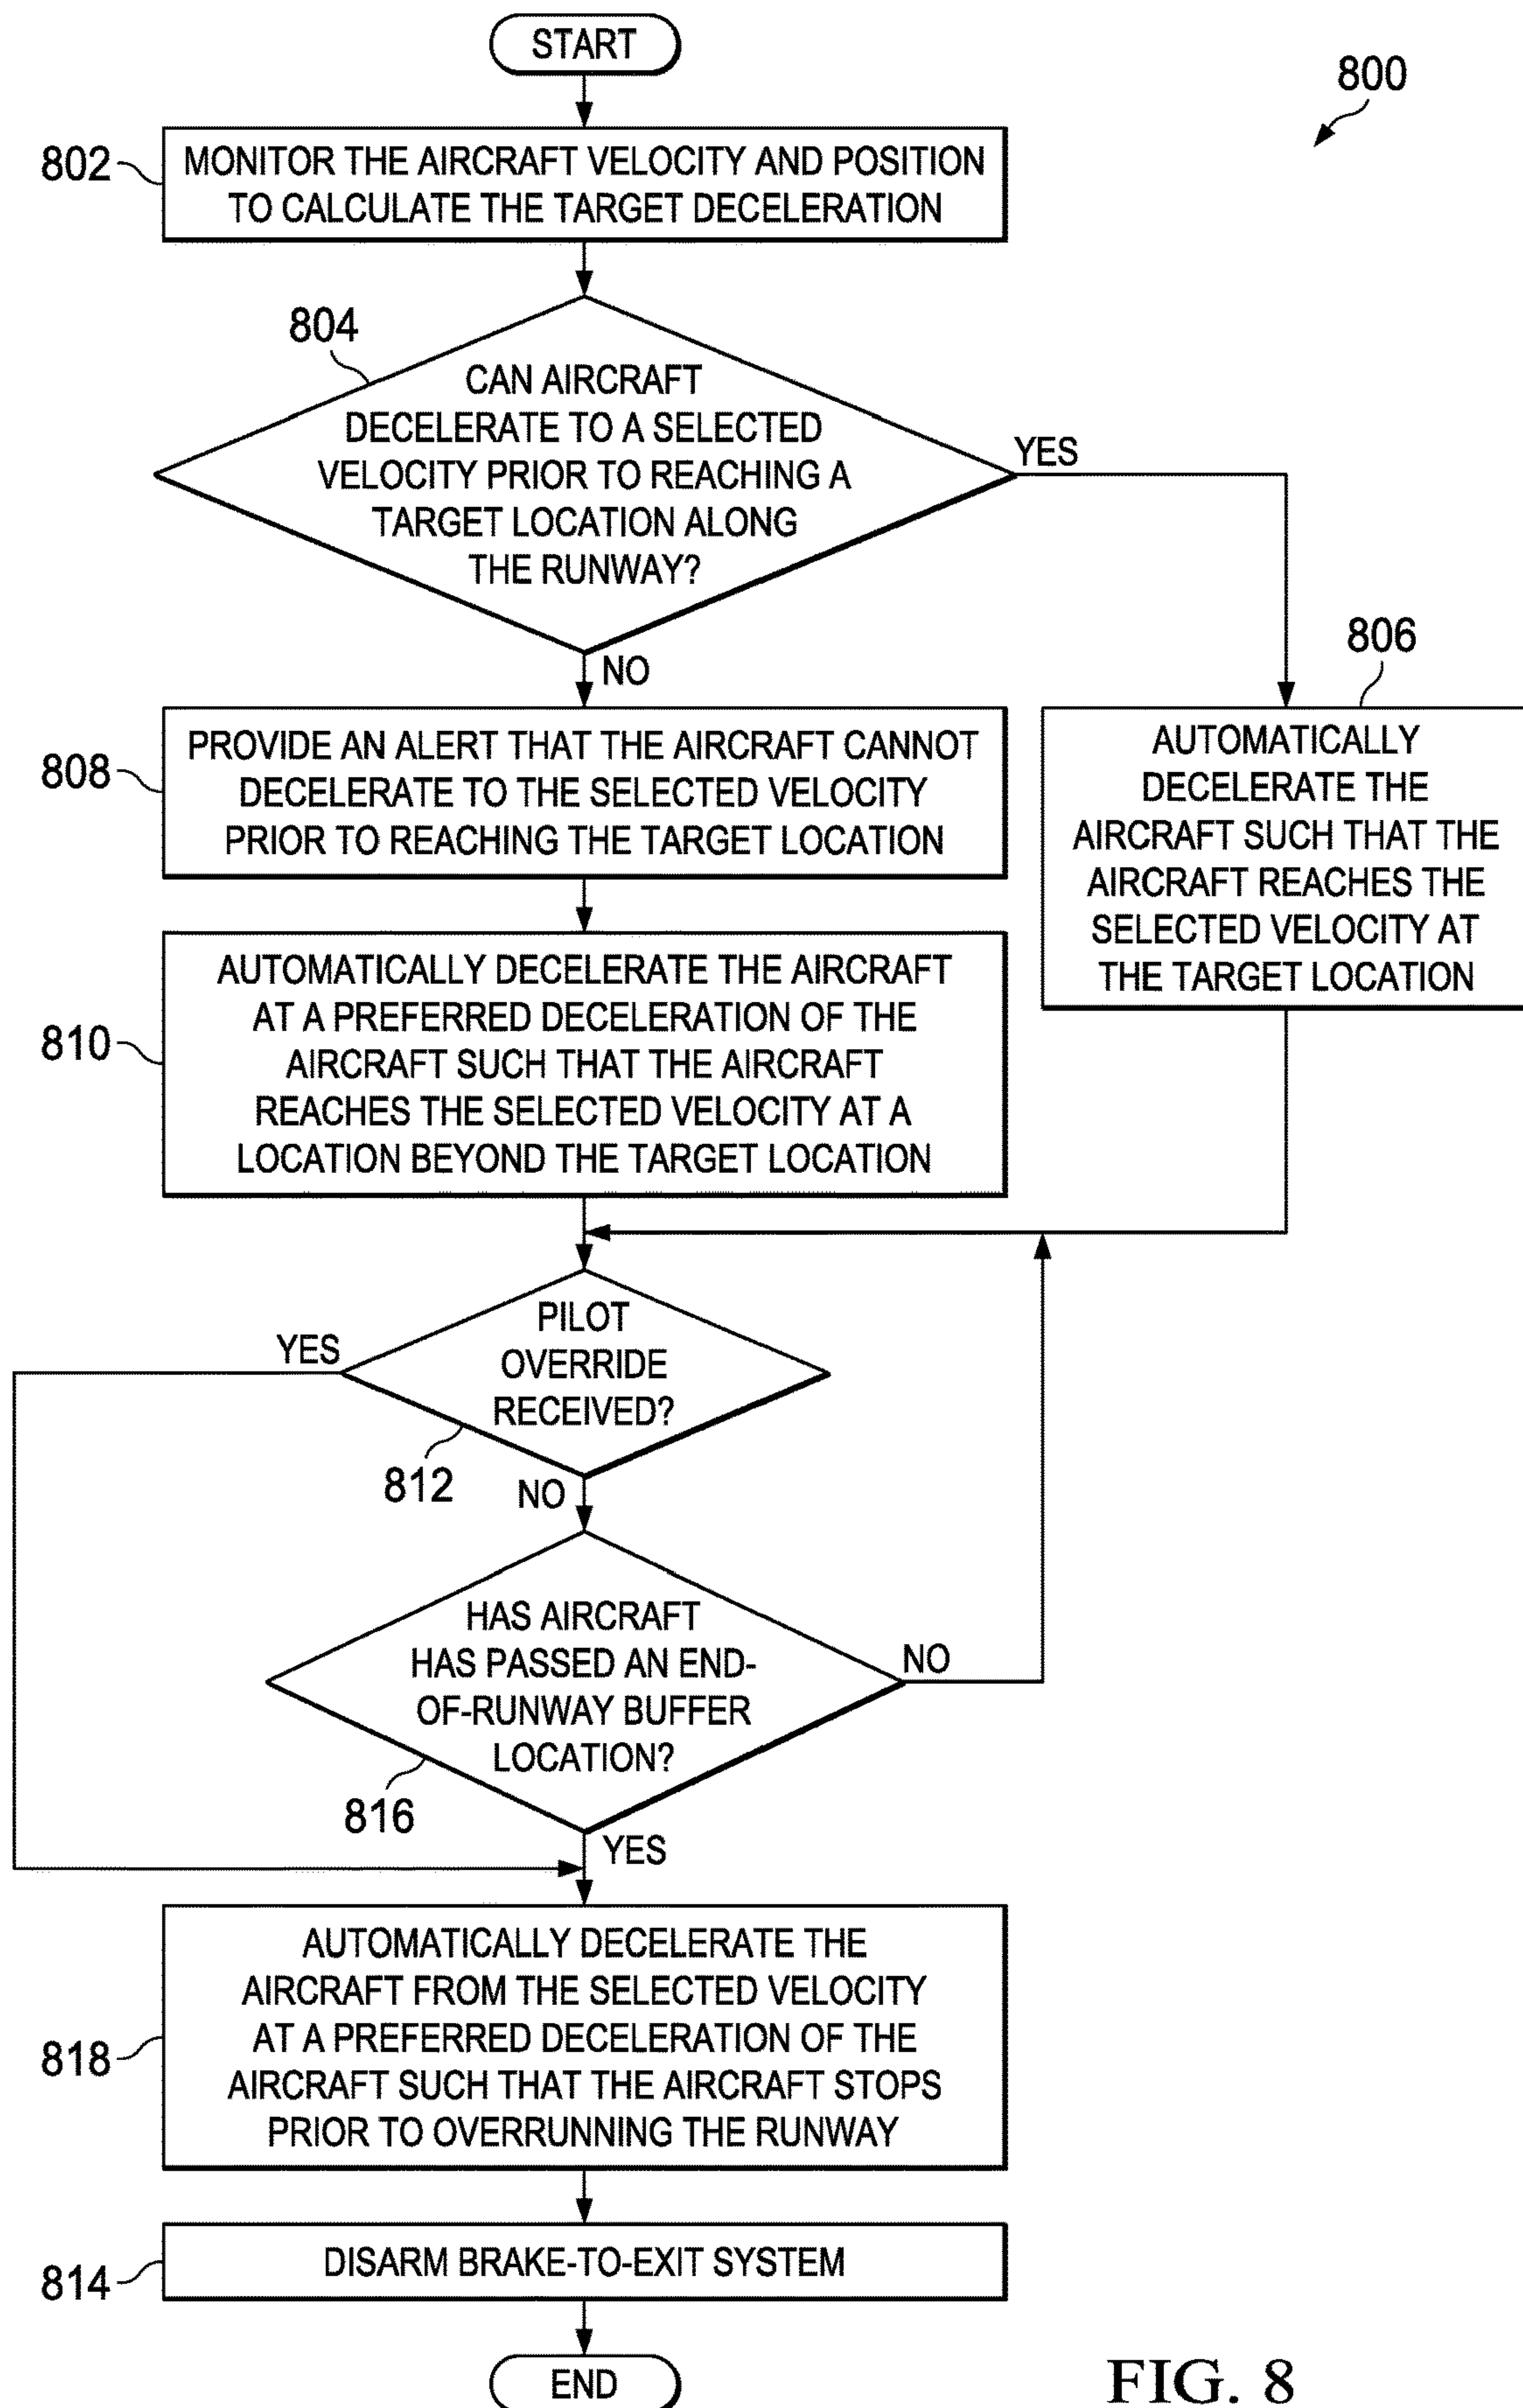 START
800
802
MONITOR THE AIRCRAFT VELOCITY AND POSITION
TO CALCULATE THE TARGET DECELERATION
804
CAN AIRCRAFT
DECELERATE TO A SELECTED
VELOCITY PRIOR TO REACHING A
TARGET LOCATION ALONG
THE RUNWAY?
YES
NO
806
AUTOMATICALLY
DECELERATE THE
AIRCRAFT SUCH THAT THE
AIRCRAFT REACHES THE
SELECTED VELOCITY AT
THE TARGET LOCATION
808
PROVIDE AN ALERT THAT THE AIRCRAFT CANNOT
DECELERATE TO THE SELECTED VELOCITY
PRIOR TO REACHING THE TARGET LOCATION
810
AUTOMATICALLY DECELERATE THE AIRCRAFT
AT A PREFERRED DECELERATION OF THE
AIRCRAFT SUCH THAT THE AIRCRAFT
REACHES THE SELECTED VELOCITY AT A
LOCATION BEYOND THE TARGET LOCATION
PILOT
OVERRIDE
RECEIVED?
YES
812
NO
HAS AIRCRAFT
HAS PASSED AN END-
OF-RUNWAY BUFFER
LOCATION?
NO
816
YES
818
AUTOMATICALLY DECELERATE THE
AIRCRAFT FROM THE SELECTED VELOCITY
AT A PREFERRED DECELERATION OF THE
AIRCRAFT SUCH THAT THE AIRCRAFT STOPS
PRIOR TO OVERRUNNING THE RUNWAY
814
DISARM BRAKE-TO-EXIT SYSTEM
END
FIG. 8